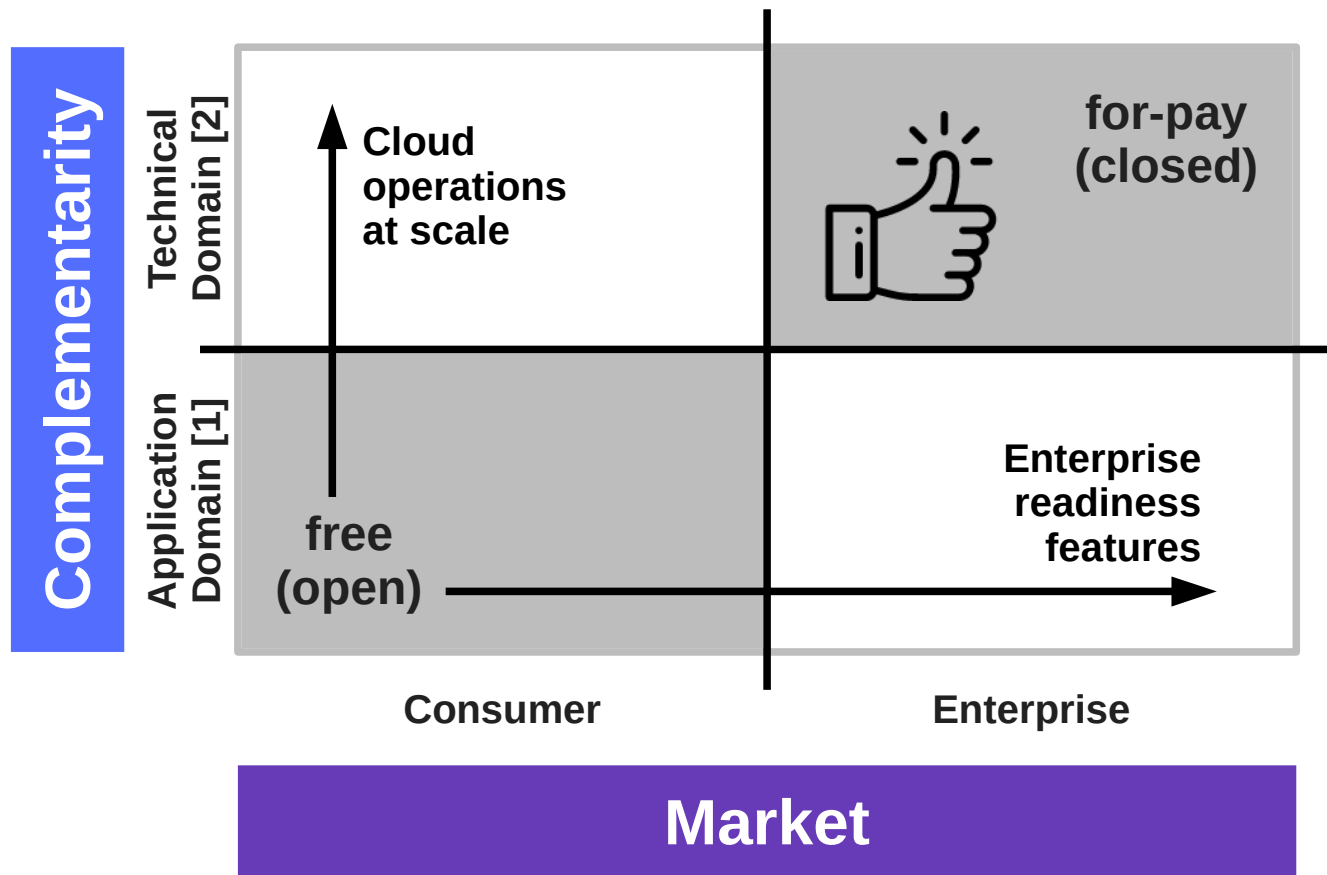 Complementarity
Technical
Domain [2]
Application
Domain [1]
Cloud
operations
at scale
for-pay
(closed)
free
(open)
Enterprise
readiness
features
Consumer
Enterprise
Market